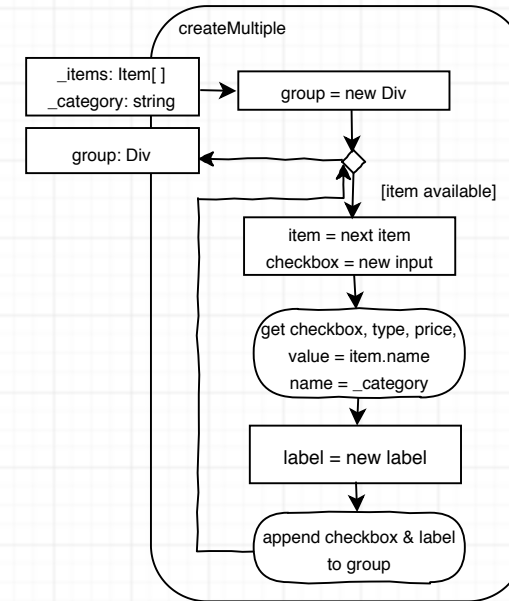 createMultiple
_items: Item[ ]
_category: string
group = new Div
group: Div
[item available]
item = next item
checkbox = new input
get checkbox, type, price,
value = item.name
name = _category
label = new label
append checkbox & label
to group